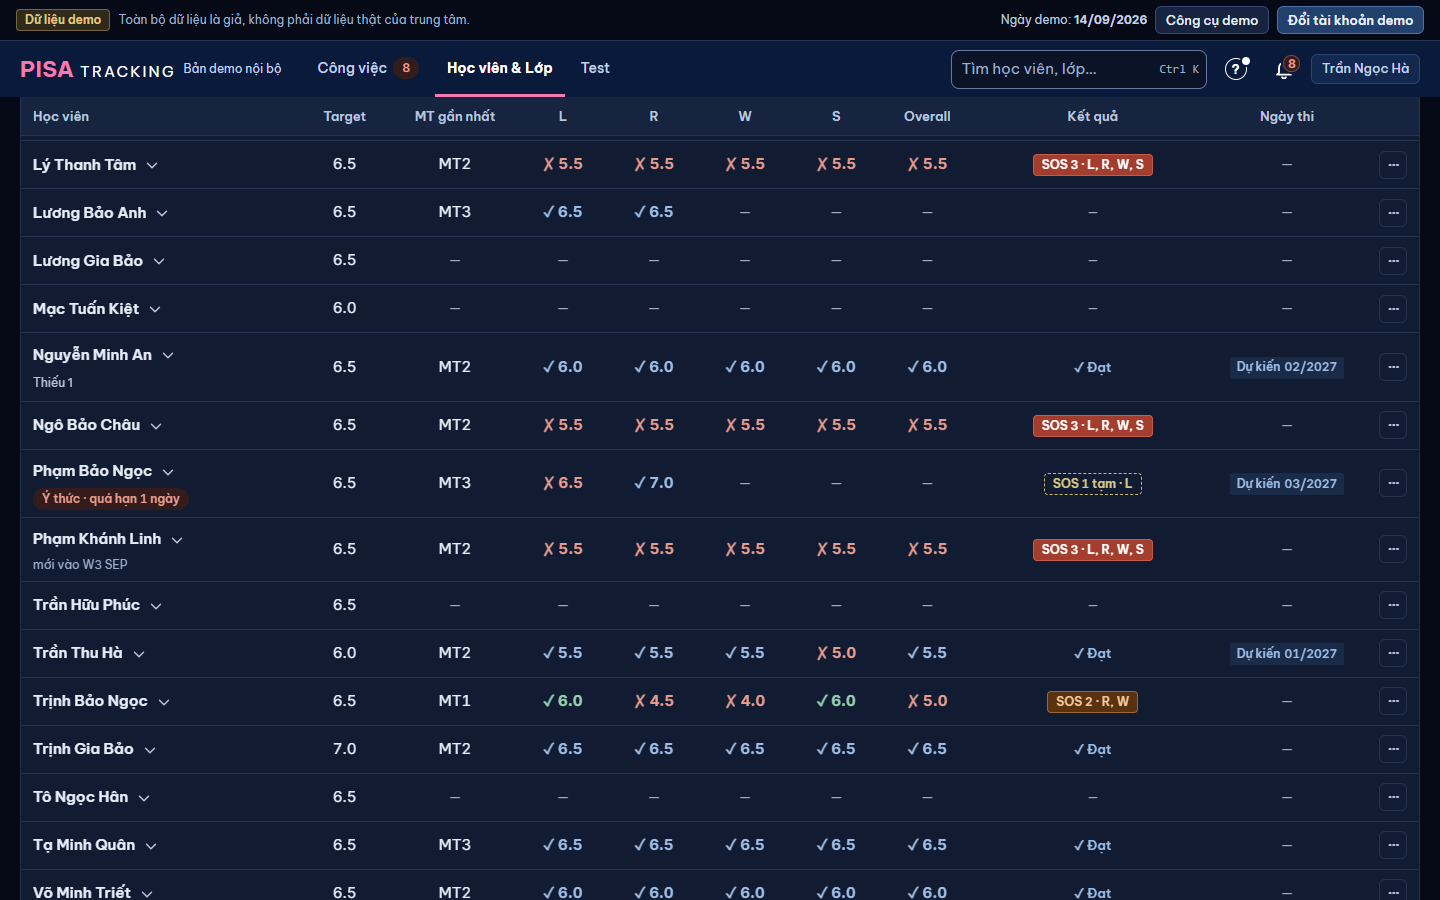 Dữ liệu demo Toàn bộ dữ liệu là giả, không phải dữ liệu thật của trung tâm. Ngày demo: 14/09/2026 Công cụ demo Đổi tài khoản demo
PISA TRACKING Bản demo nội bộ Công việc 8 Học viên & Lớp Test Tìm học viên, lớp... Ctrl K ? 8 Trần Ngọc Hà
Học viên Target MT gần nhất L R W S Overall Kết quả Ngày thi
Lý Thanh Tâm 6.5 MT2 ✗ 5.5 ✗ 5.5 ✗ 5.5 ✗ 5.5 ✗ 5.5 SOS 3 · L, R, W, S — ···
Lương Bảo Anh 6.5 MT3 ✓ 6.5 ✓ 6.5 — — — — — ···
Lương Gia Bảo 6.5 — — — — — — — — ···
Mạc Tuấn Kiệt 6.0 — — — — — — — — ···
Nguyễn Minh An 6.5 MT2 ✓ 6.0 ✓ 6.0 ✓ 6.0 ✓ 6.0 ✓ 6.0 ✓ Đạt Dự kiến 02/2027 ···
Thiếu 1
Ngô Bảo Châu 6.5 MT2 ✗ 5.5 ✗ 5.5 ✗ 5.5 ✗ 5.5 ✗ 5.5 SOS 3 · L, R, W, S — ···
Phạm Bảo Ngọc 6.5 MT3 ✗ 6.5 ✓ 7.0 — — — SOS 1 tạm · L Dự kiến 03/2027 ···
Ý thức · quá hạn 1 ngày
Phạm Khánh Linh 6.5 MT2 ✗ 5.5 ✗ 5.5 ✗ 5.5 ✗ 5.5 ✗ 5.5 SOS 3 · L, R, W, S — ···
mới vào W3 SEP
Trần Hữu Phúc 6.5 — — — — — — — — ···
Trần Thu Hà 6.0 MT2 ✓ 5.5 ✓ 5.5 ✓ 5.5 ✗ 5.0 ✓ 5.5 ✓ Đạt Dự kiến 01/2027 ···
Trịnh Bảo Ngọc 6.5 MT1 ✓ 6.0 ✗ 4.5 ✗ 4.0 ✓ 6.0 ✗ 5.0 SOS 2 · R, W — ···
Trịnh Gia Bảo 7.0 MT2 ✓ 6.5 ✓ 6.5 ✓ 6.5 ✓ 6.5 ✓ 6.5 ✓ Đạt — ···
Tô Ngọc Hân 6.5 — — — — — — — — ···
Tạ Minh Quân 6.5 MT3 ✓ 6.5 ✓ 6.5 ✓ 6.5 ✓ 6.5 ✓ 6.5 ✓ Đạt — ···
Võ Minh Triết 6.5 MT2 ✓ 6.0 ✓ 6.0 ✓ 6.0 ✓ 6.0 ✓ 6.0 ✓ Đạt — ···